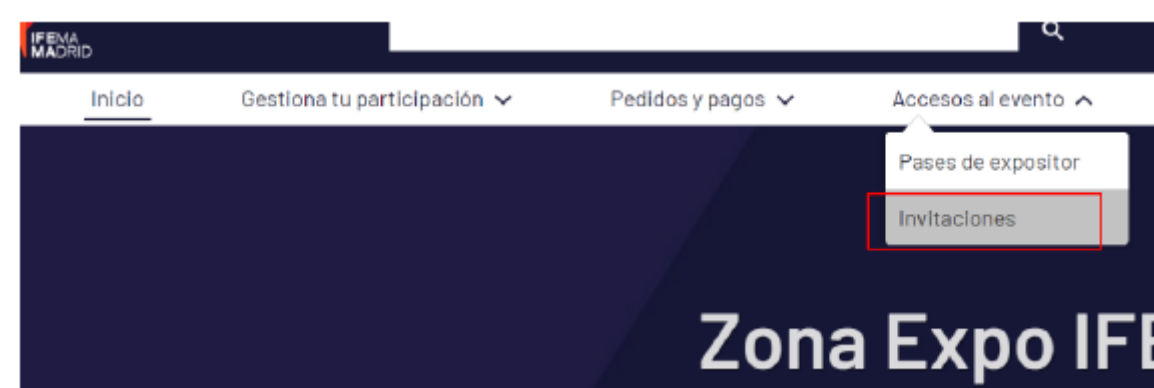 IFEMA
MADRID
Inicio Gestiona tu participación Pedidos y pagos Accesos al evento
Pases de expositor
Invitaciones
Zona Expo IFE